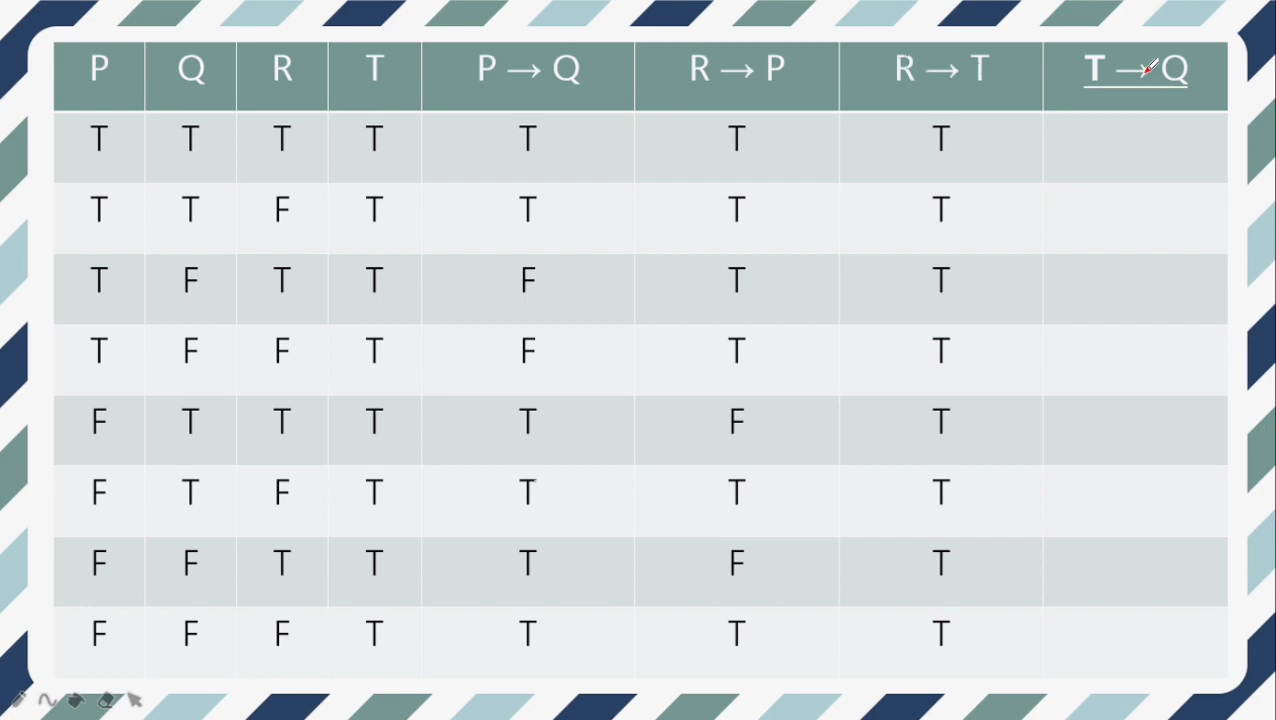 P Q R T P → Q R → P R → T T → Q
T T T T T T T
T T F T T T T
T F T T F T T
T F F T F T T
F T T T T F T
F T F T T T T
F F T T T F T
F F F T T T T